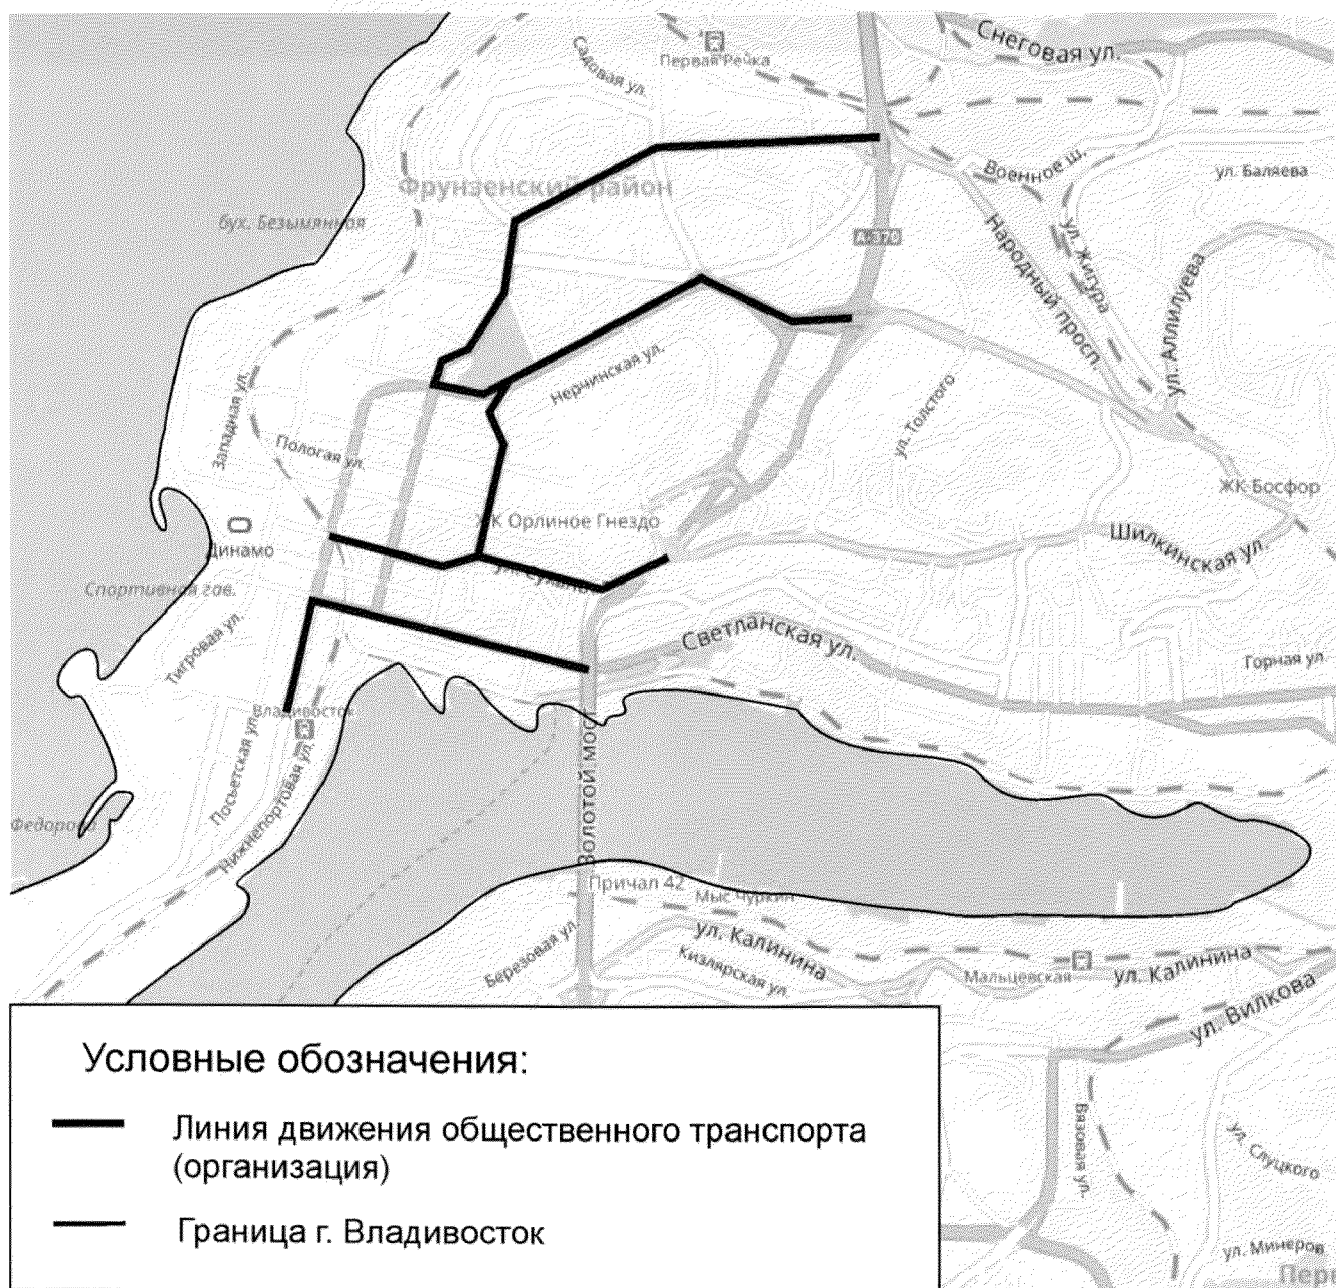 Снеговая ул.
Садовая ул.
Первая Речка
Военное ш.
ул. Баляева
Фрунзенский район
бух. Безымянная
А-370
Народный просп.
ул. Жигура
ул. Аллилуева
Нерчинская ул.
ул. Толстого
Западная ул.
Пологая ул.
ЖК Босфор
ЖК Орлиное Гнездо
Динамо
Шилкинская ул.
Спортивная гав.
Тигровая ул.
Светланская ул.
Горная ул.
Владивосток
Посьетская ул.
Нижнепортовая ул.
Золотой мост
Причал 42
Мыс Чуркин
Березовая ул.
ул. Калинина
Кизлярская ул.
Мальцевская
ул. Калинина
ул. Вилкова
Вязовая ул.
ул. Слуцкого
ул. Минеров
Условные обозначения:
Линия движения общественного транспорта
(организация)
Граница г. Владивосток